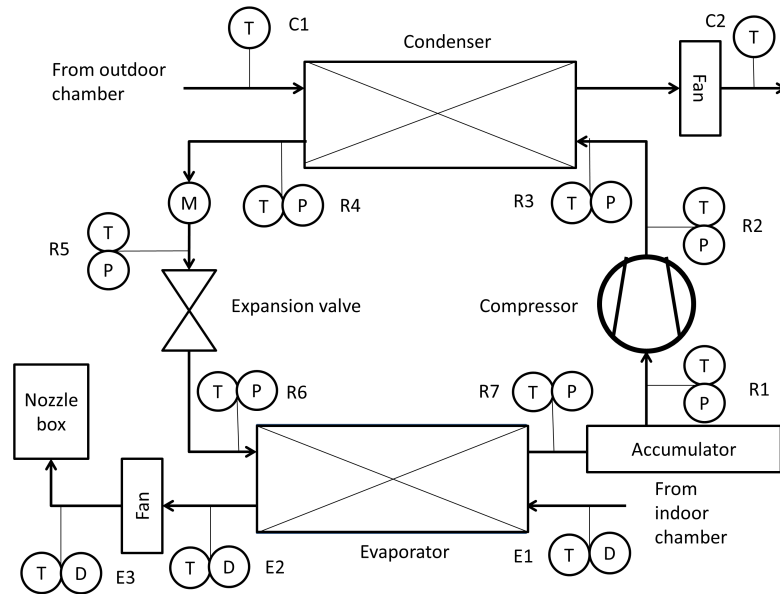 T
C1
C2
T
Condenser
From outdoor
chamber
Fan
M
T
P
R4
R3
T
P
T
P
R2
R5
T
P
Expansion valve
Compressor
Nozzle
box
T
P
R6
R7
T
P
T
P
R1
Accumulator
From
indoor
chamber
Fan
Evaporator
T
D
E3
T
D
E2
E1
T
D